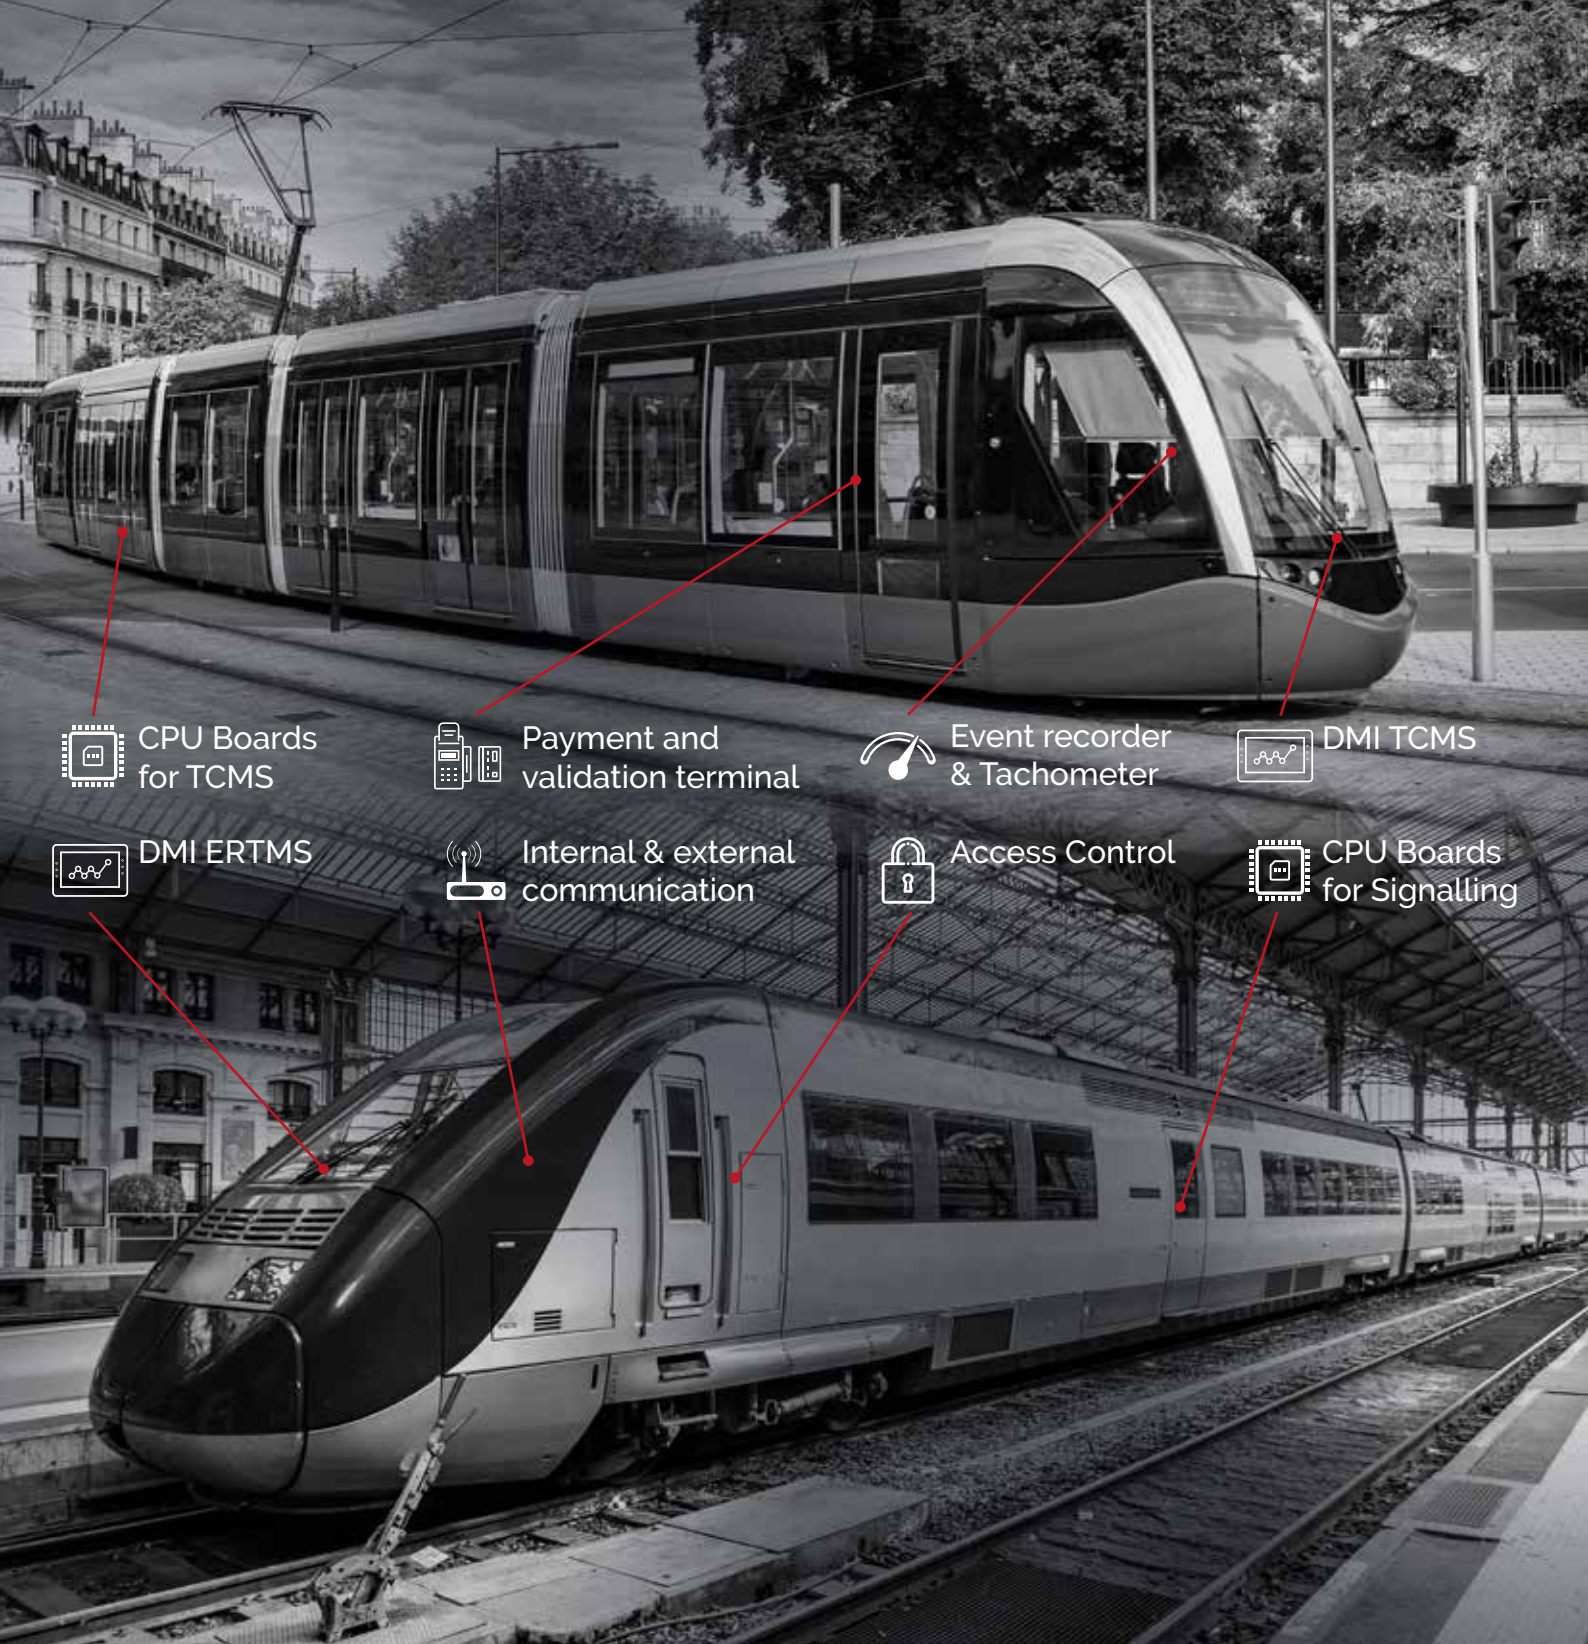 CPU Boards
for TCMS
Payment and
validation terminal
Event recorder
& Tachometer
DMI TCMS
DMI ERTMS
Internal & external
communication
Access Control
CPU Boards
for Signalling